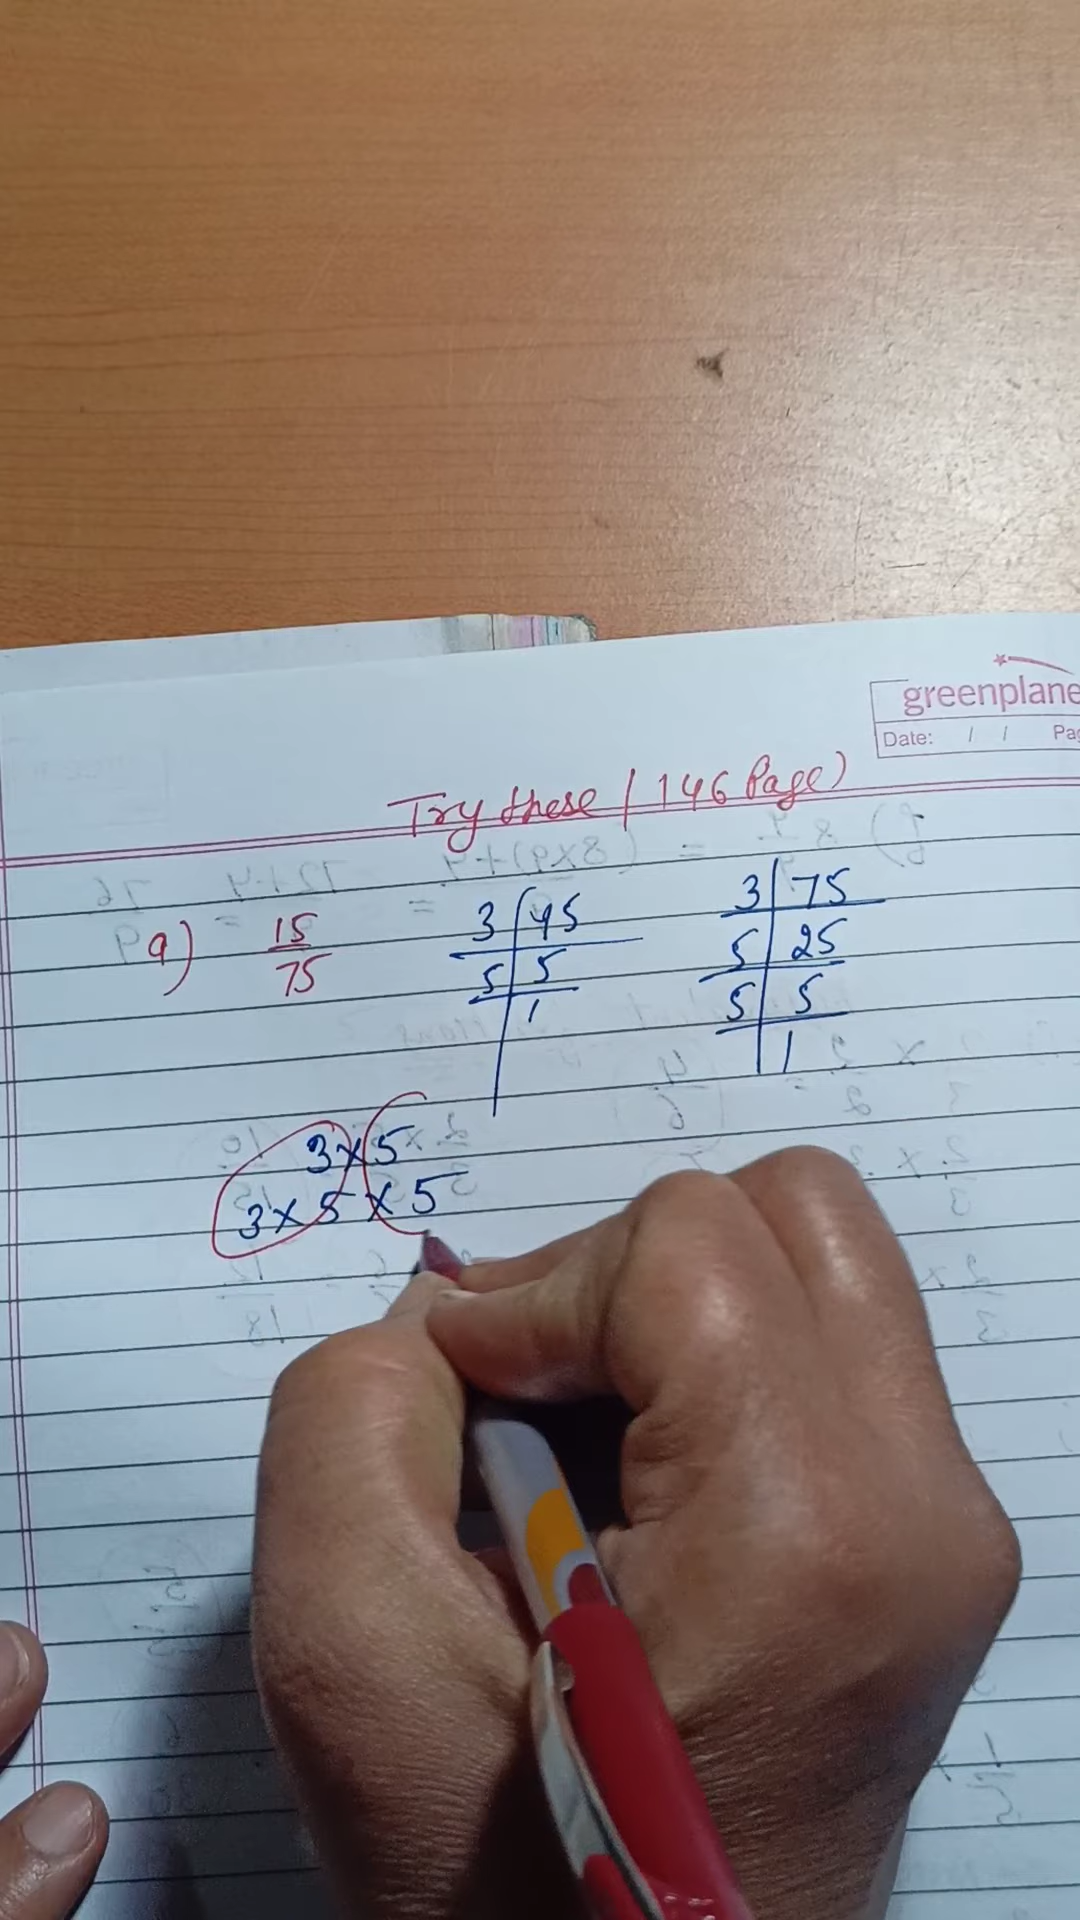 greenplane
Date: / / Pa
Try these (146 Page)
a) 15/75
3 | 45
5 | 5
1
3 | 75
5 | 25
5 | 5
1
3 × 5
3 × 5 × 5